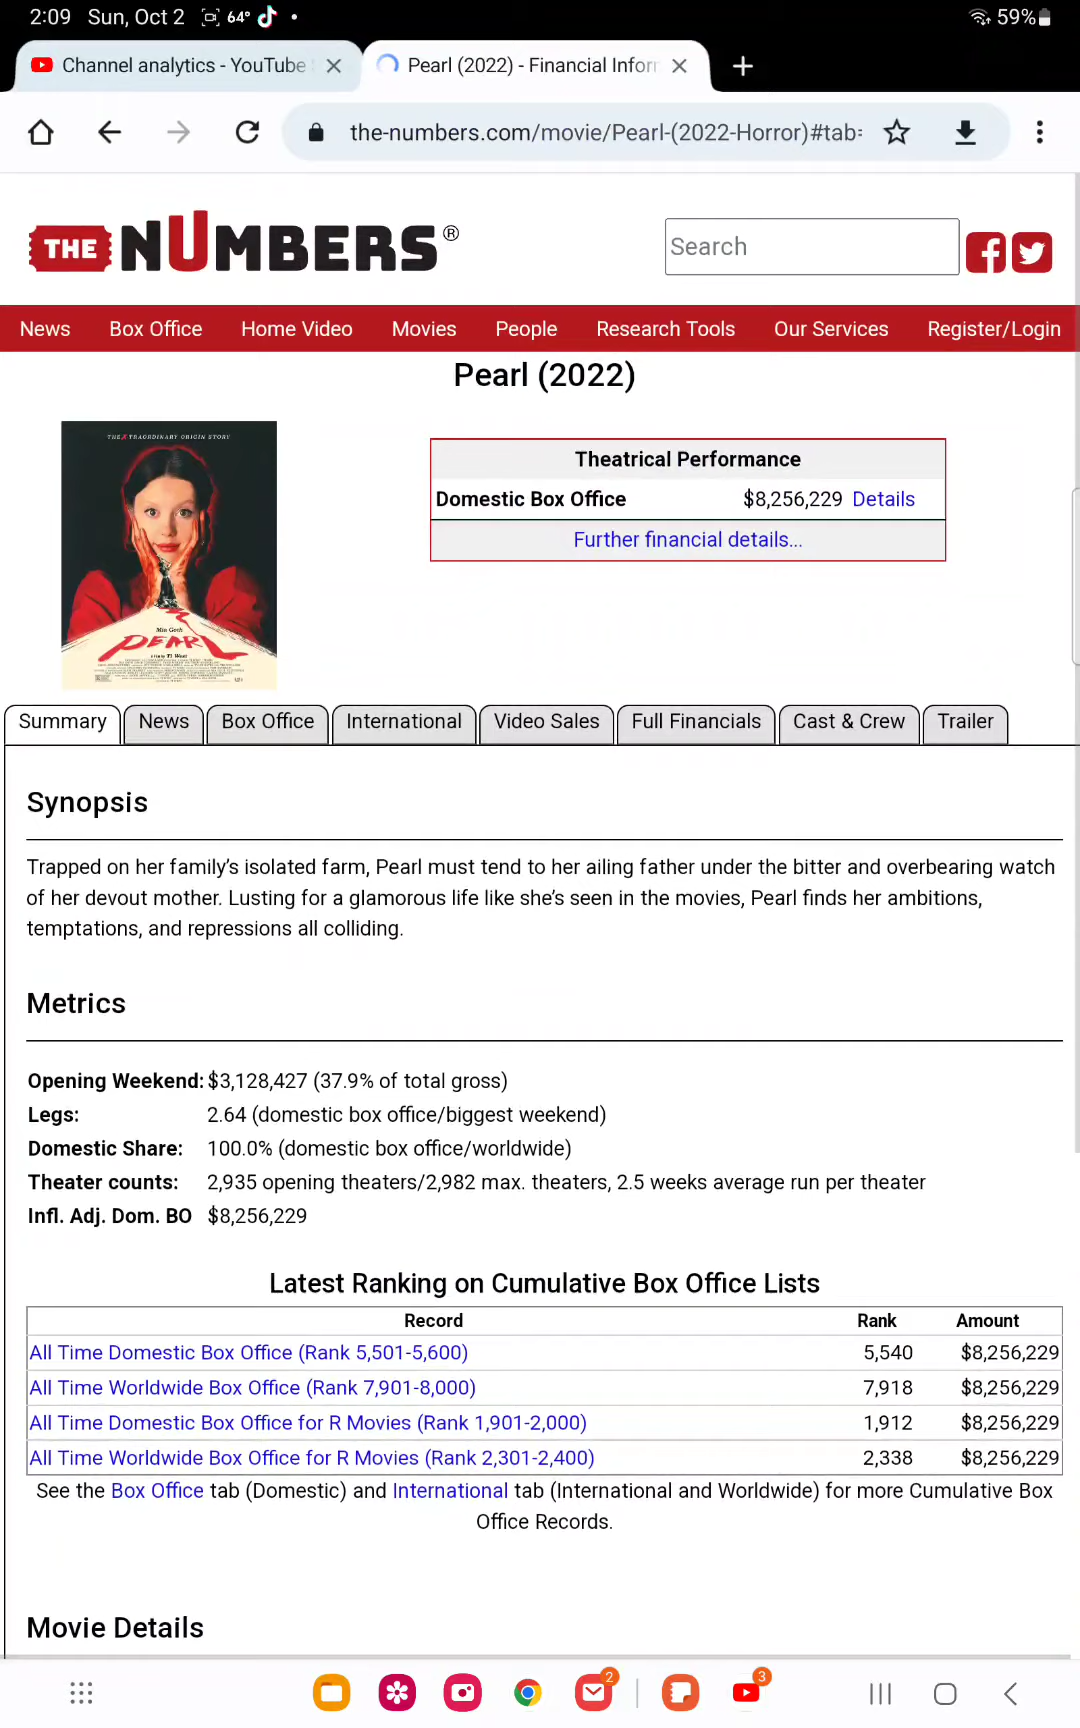 2:09 Sun, Oct 2 64° 59%
Channel analytics - YouTube Pearl (2022) - Financial Inform
the-numbers.com/movie/Pearl-(2022-Horror)#tab=
THE NUMBERS®
Search
News Box Office Home Video Movies People Research Tools Our Services Register/Login
Pearl (2022)
THE X TRAORDINARY ORIGIN STORY
Mia Goth
PEARL
Theatrical Performance
Domestic Box Office $8,256,229 Details
Further financial details...
Summary News Box Office International Video Sales Full Financials Cast & Crew Trailer
Synopsis
Trapped on her family's isolated farm, Pearl must tend to her ailing father under the bitter and overbearing watch
of her devout mother. Lusting for a glamorous life like she's seen in the movies, Pearl finds her ambitions,
temptations, and repressions all colliding.
Metrics
Opening Weekend: $3,128,427 (37.9% of total gross)
Legs: 2.64 (domestic box office/biggest weekend)
Domestic Share: 100.0% (domestic box office/worldwide)
Theater counts: 2,935 opening theaters/2,982 max. theaters, 2.5 weeks average run per theater
Infl. Adj. Dom. BO $8,256,229
Latest Ranking on Cumulative Box Office Lists
Record Rank Amount
All Time Domestic Box Office (Rank 5,501-5,600) 5,540 $8,256,229
All Time Worldwide Box Office (Rank 7,901-8,000) 7,918 $8,256,229
All Time Domestic Box Office for R Movies (Rank 1,901-2,000) 1,912 $8,256,229
All Time Worldwide Box Office for R Movies (Rank 2,301-2,400) 2,338 $8,256,229
See the Box Office tab (Domestic) and International tab (International and Worldwide) for more Cumulative Box
Office Records.
Movie Details
2 3